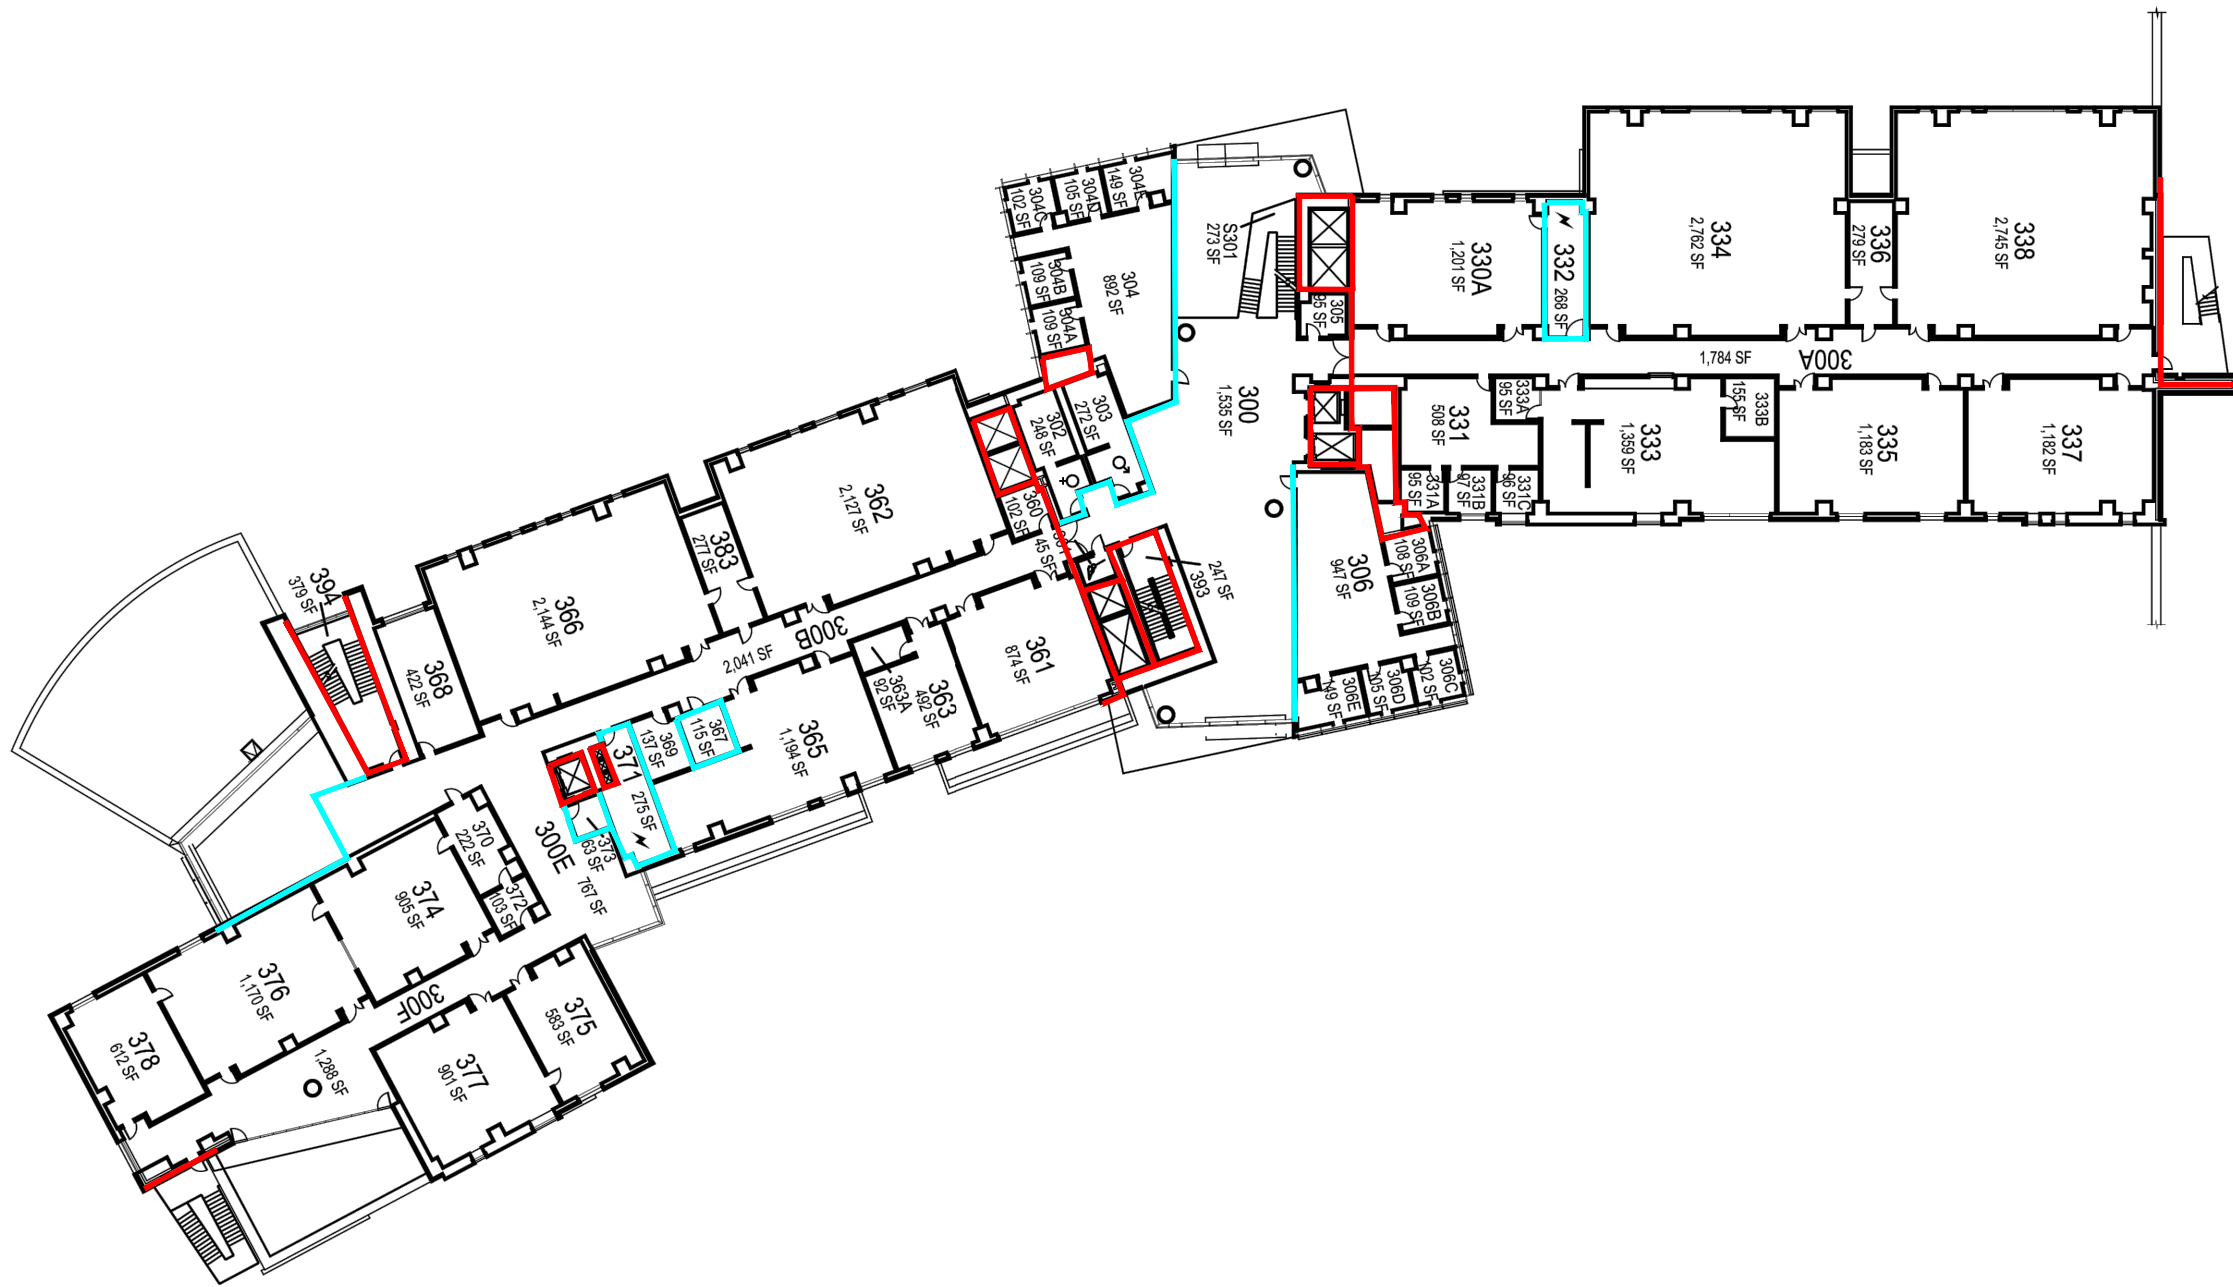 304C
102 SF
304D
105 SF
304E
149 SF
304B
109 SF
304A
109 SF
304
892 SF
S301
273 SF
305
95 SF
330A
1,201 SF
332
268 SF
334
2,762 SF
336
279 SF
338
2,745 SF
300A
1,784 SF
300
1,535 SF
303
272 SF
302
248 SF
331
508 SF
333A
95 SF
333
1,359 SF
333B
155 SF
335
1,183 SF
337
1,182 SF
331A
95 SF
331B
97 SF
331C
96 SF
306
947 SF
306A
108 SF
306B
109 SF
306C
102 SF
306D
105 SF
306E
149 SF
393
247 SF
360
102 SF
45 SF
362
2,127 SF
383
277 SF
366
2,144 SF
394
379 SF
368
422 SF
300B
2,041 SF
361
874 SF
363
492 SF
363A
92 SF
365
1,194 SF
367
115 SF
369
137 SF
371
275 SF
373
63 SF
300E
767 SF
370
222 SF
372
103 SF
374
905 SF
376
1,170 SF
378
612 SF
300F
1,288 SF
375
583 SF
377
901 SF